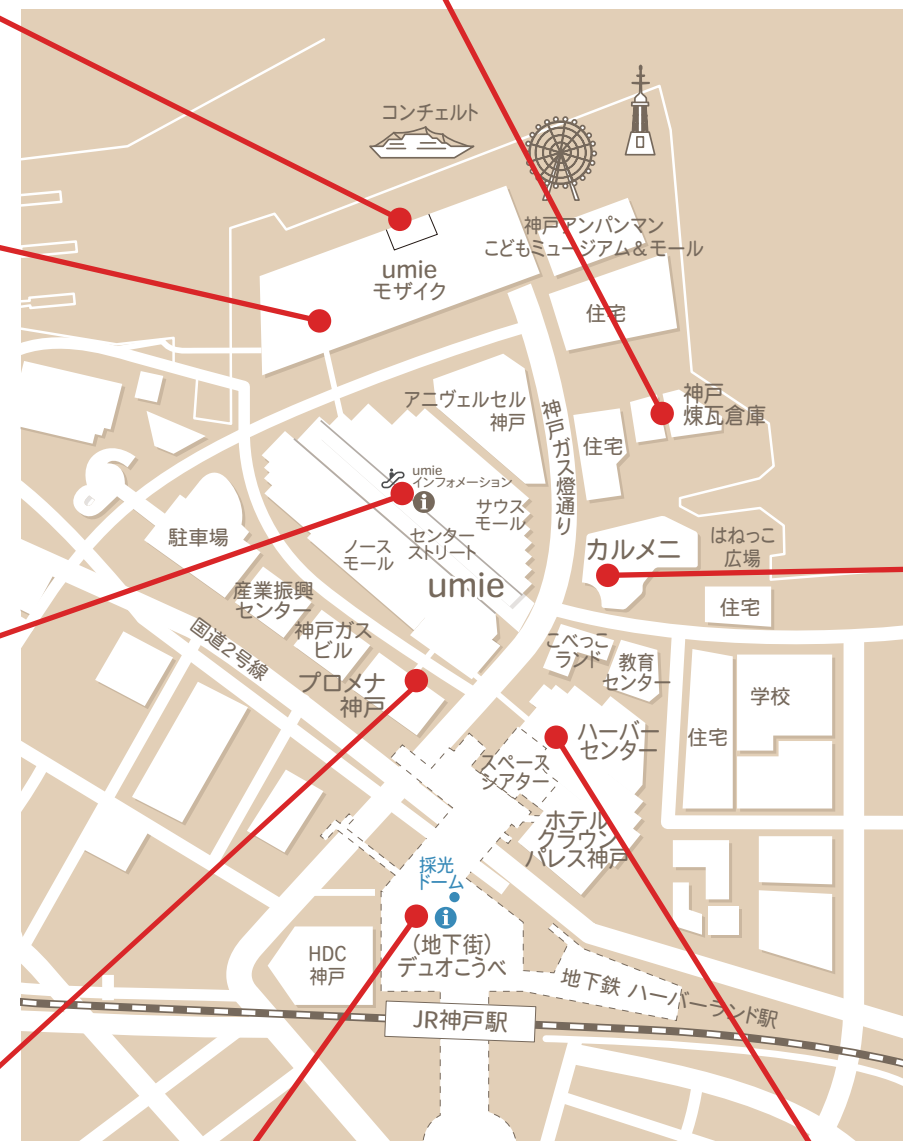 コンチェルト
神戸アンパンマン
こどもミュージアム＆モール
umie
モザイク
住宅
アニヴェルセル
神戸
神戸ガス燈通り
神戸
煉瓦倉庫
住宅
umie
インフォメーション
サウス
モール
センター
ストリート
ノース
モール
umie
カルメニ
はねっこ
広場
駐車場
住宅
産業振興
センター
神戸ガス
ビル
国道2号線
プロメナ
神戸
こべっこ
ランド
教育
センター
学校
住宅
ハーバー
センター
スペース
シアター
ホテル
クラウン
パレス神戸
採光
ドーム
（地下街）
デュオこうべ
HDC
神戸
地下鉄 ハーバーランド駅
JR神戸駅